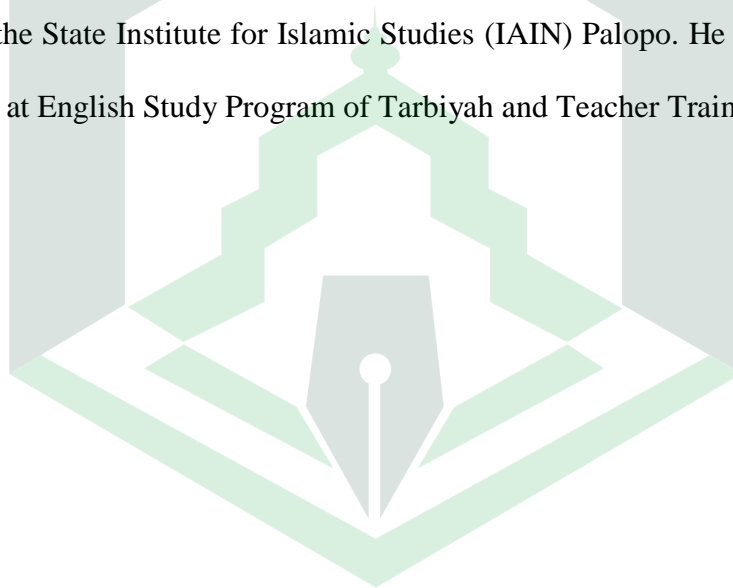 the State Institute for Islamic Studies (IAIN) Palopo. He
at English Study Program of Tarbiyah and Teacher Train